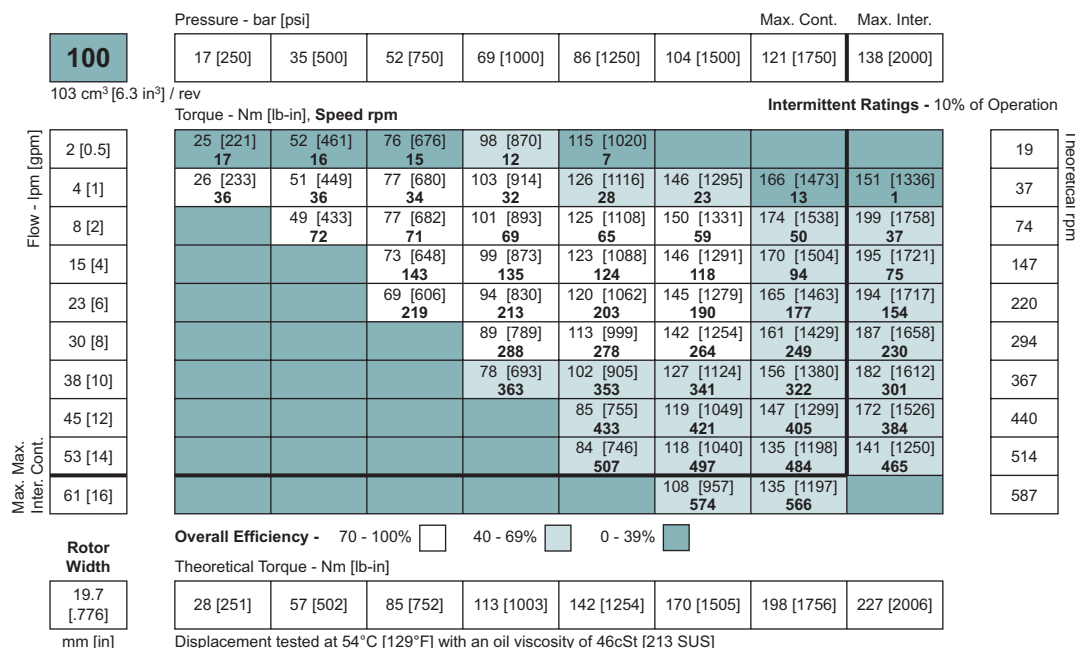 Pressure - bar [psi] Max. Cont. Max. Inter.
100 17 [250] 35 [500] 52 [750] 69 [1000] 86 [1250] 104 [1500] 121 [1750] 138 [2000]
103 cm³ [6.3 in³] / rev
Intermittent Ratings - 10% of Operation
Torque - Nm [lb-in], Speed rpm
Flow - lpm [gpm]
Theoretical rpm
2 [0.5] 25 [221] 52 [461] 76 [676] 98 [870] 115 [1020] 19
17 16 15 12 7
4 [1] 26 [233] 51 [449] 77 [680] 103 [914] 126 [1116] 146 [1295] 166 [1473] 151 [1336] 37
36 36 34 32 28 23 13 1
8 [2] 49 [433] 77 [682] 101 [893] 125 [1108] 150 [1331] 174 [1538] 199 [1758] 74
72 71 69 65 59 50 37
15 [4] 73 [648] 99 [873] 123 [1088] 146 [1291] 170 [1504] 195 [1721] 147
143 135 124 118 94 75
23 [6] 69 [606] 94 [830] 120 [1062] 145 [1279] 165 [1463] 194 [1717] 220
219 213 203 190 177 154
30 [8] 89 [789] 113 [999] 142 [1254] 161 [1429] 187 [1658] 294
288 278 264 249 230
38 [10] 78 [693] 102 [905] 127 [1124] 156 [1380] 182 [1612] 367
363 353 341 322 301
45 [12] 85 [755] 119 [1049] 147 [1299] 172 [1526] 440
433 421 405 384
53 [14] 84 [746] 118 [1040] 135 [1198] 141 [1250] 514
507 497 484 465
61 [16] 108 [957] 135 [1197] 587
574 566
Max. Max.
Inter. Cont.
Overall Efficiency - 70 - 100% 40 - 69% 0 - 39%
Rotor
Width
Theoretical Torque - Nm [lb-in]
19.7
[.776]
28 [251] 57 [502] 85 [752] 113 [1003] 142 [1254] 170 [1505] 198 [1756] 227 [2006]
mm [in] Displacement tested at 54°C [129°F] with an oil viscosity of 46cSt [213 SUS]